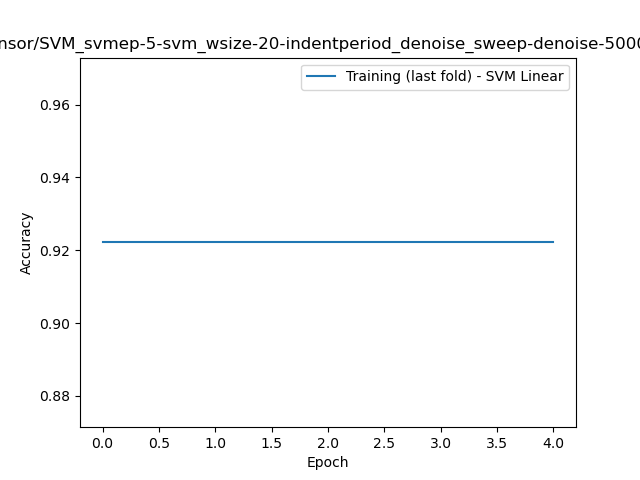 nsor/SVM_svmep-5-svm_wsize-20-indentperiod_denoise_sweep-denoise-5000
Training (last fold) - SVM Linear
0.96
0.94
0.92
0.90
0.88
Accuracy
0.0 0.5 1.0 1.5 2.0 2.5 3.0 3.5 4.0
Epoch